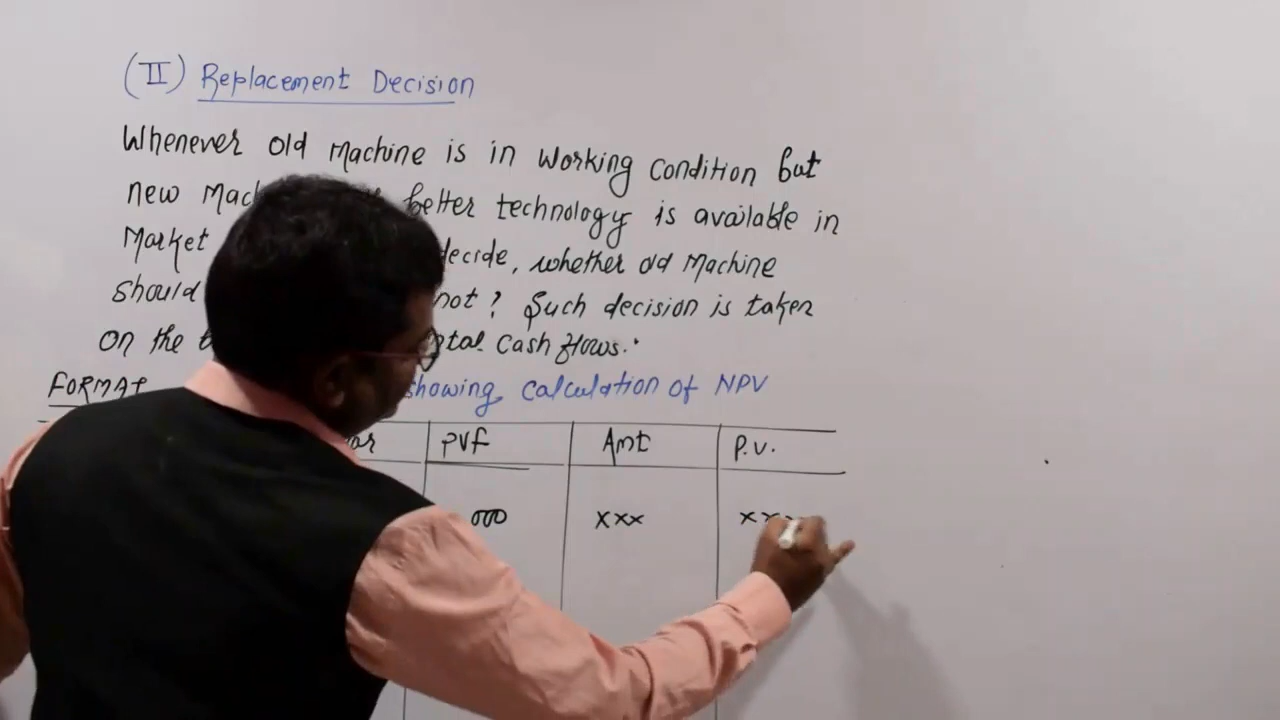 (II) Replacement Decision
Whenever old Machine is in working condition but
new better technology is available in
Market decide, whether old Machine
should not? Such decision is taken
on the cash flows.
FORMAT showing calculation of NPV
PVF Amt P.V.
000 xxx xxx